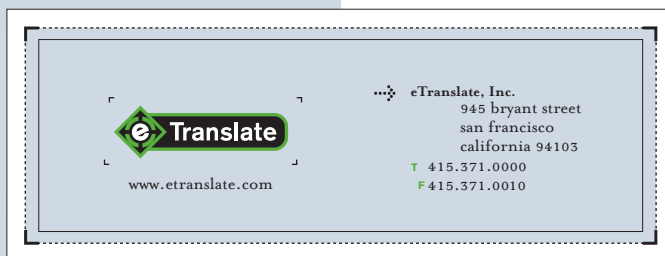 eTranslate
www.etranslate.com
eTranslate, Inc.
945 bryant street
san francisco
california 94103
T 415.371.0000
F 415.371.0010